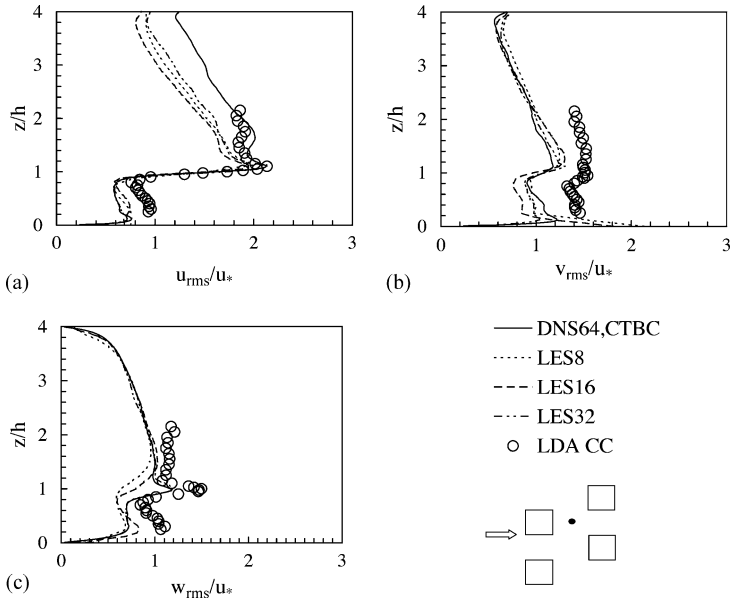 4
3
2
1
0
z/h
0 1 2 3
u_rms/u_*
(a)
4
3
2
1
0
z/h
0 1 2 3
v_rms/u_*
(b)
4
3
2
1
0
z/h
0 1 2 3
w_rms/u_*
(c)
DNS64,CTBC
LES8
LES16
LES32
LDA CC